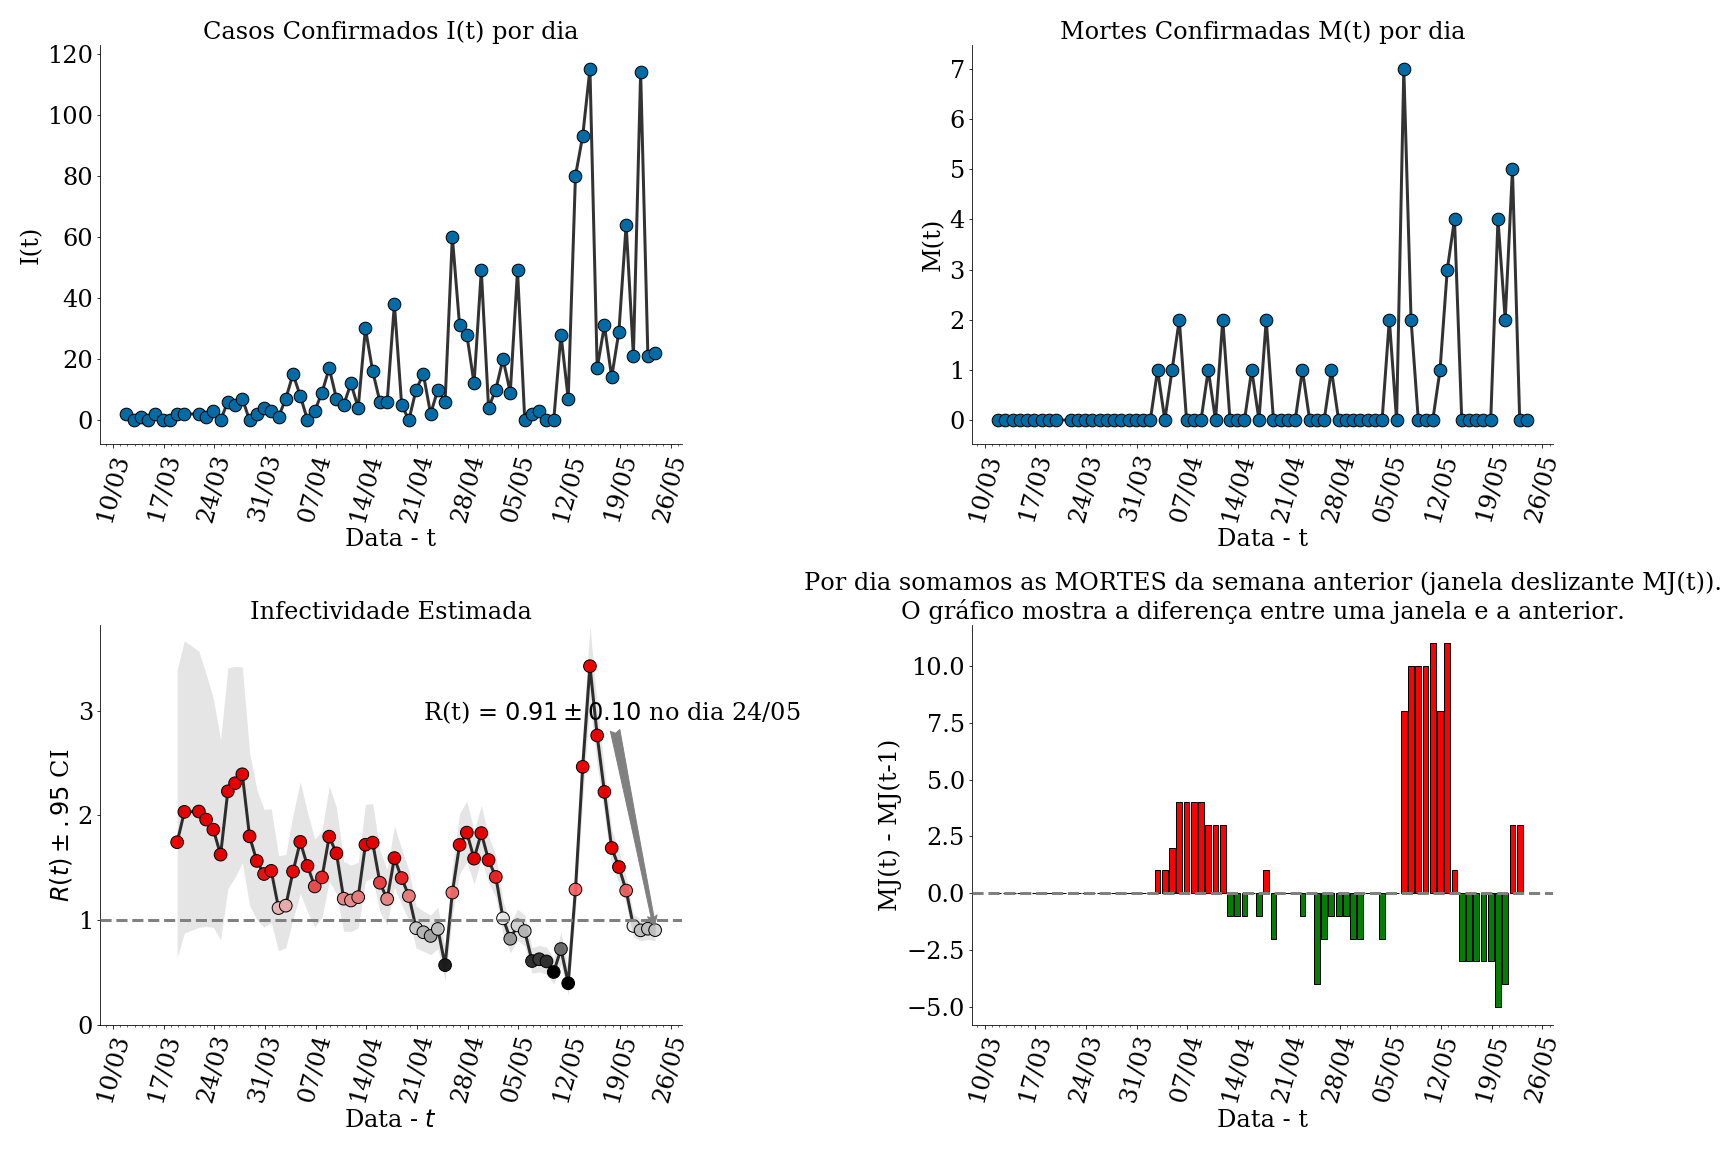 Casos Confirmados I(t) por dia
120
100
80
60
40
20
0
I(t)
10/03 17/03 24/03 31/03 07/04 14/04 21/04 28/04 05/05 12/05 19/05 26/05
Data - t
Mortes Confirmadas M(t) por dia
7
6
5
4
3
2
1
0
M(t)
10/03 17/03 24/03 31/03 07/04 14/04 21/04 28/04 05/05 12/05 19/05 26/05
Data - t
Infectividade Estimada
3
2
1
0
R(t) ± .95 CI
R(t) = 0.91 ± 0.10 no dia 24/05
10/03 17/03 24/03 31/03 07/04 14/04 21/04 28/04 05/05 12/05 19/05 26/05
Data - t
Por dia somamos as MORTES da semana anterior (janela deslizante MJ(t)).
O gráfico mostra a diferença entre uma janela e a anterior.
10.0
7.5
5.0
2.5
0.0
−2.5
−5.0
MJ(t) - MJ(t-1)
10/03 17/03 24/03 31/03 07/04 14/04 21/04 28/04 05/05 12/05 19/05 26/05
Data - t